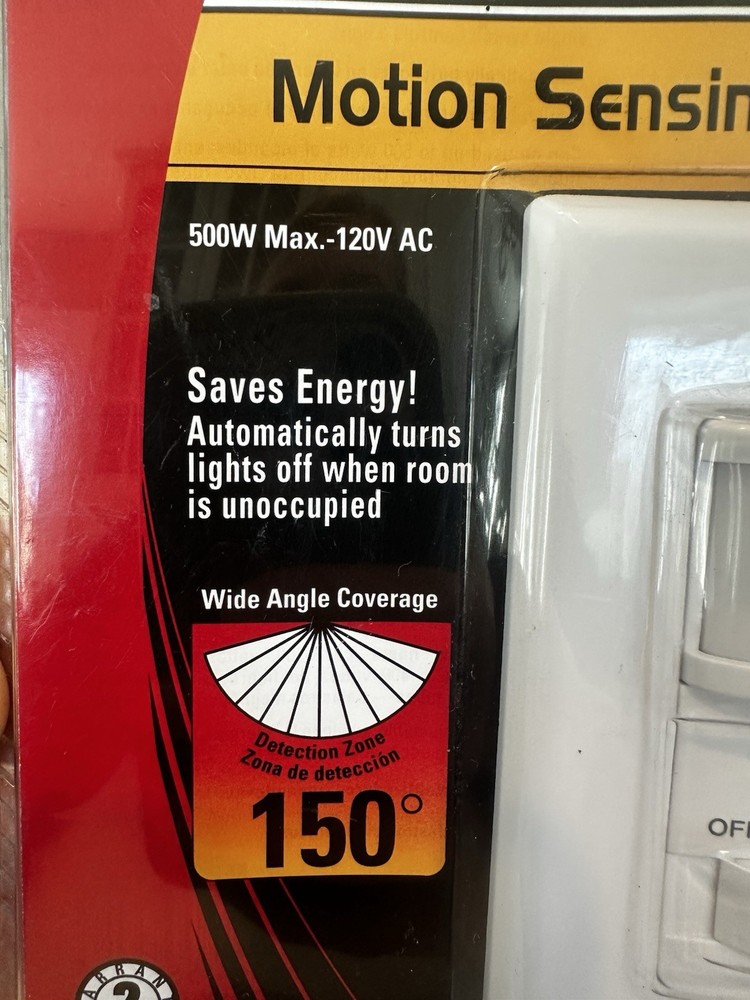 Motion Sensin
500W Max.-120V AC
Saves Energy!
Automatically turns
lights off when room
is unoccupied
Wide Angle Coverage
Detection Zone
Zona de detección
150°
OFF
ARRAN